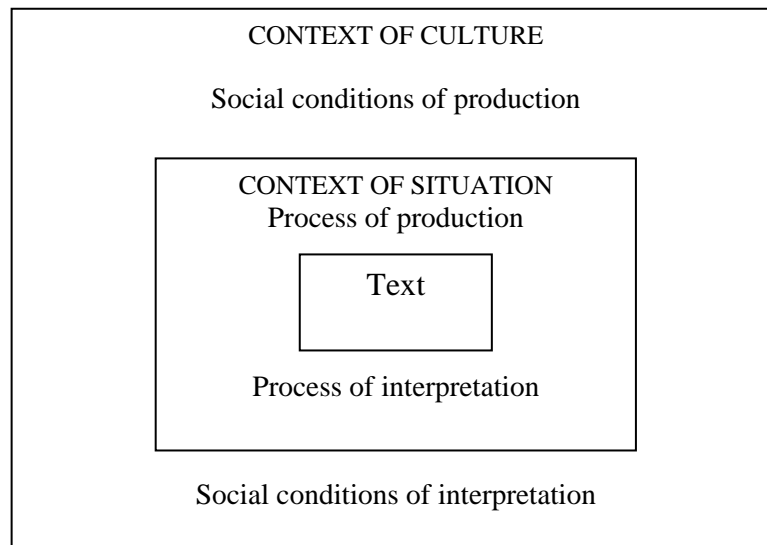 CONTEXT OF CULTURE
Social conditions of production
CONTEXT OF SITUATION
Process of production
Text
Process of interpretation
Social conditions of interpretation